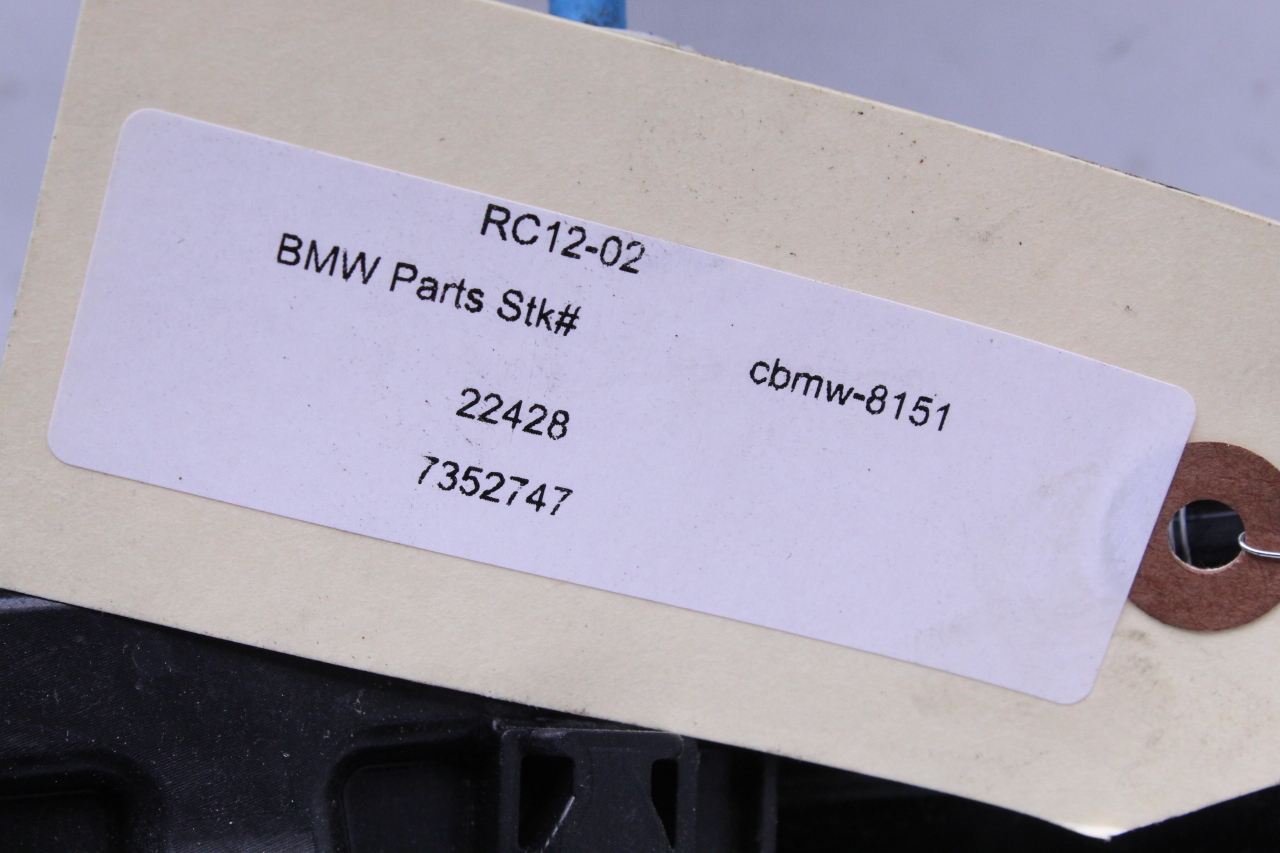 RC12-02
BMW Parts Stk#
cbmw-8151
22428
7352747